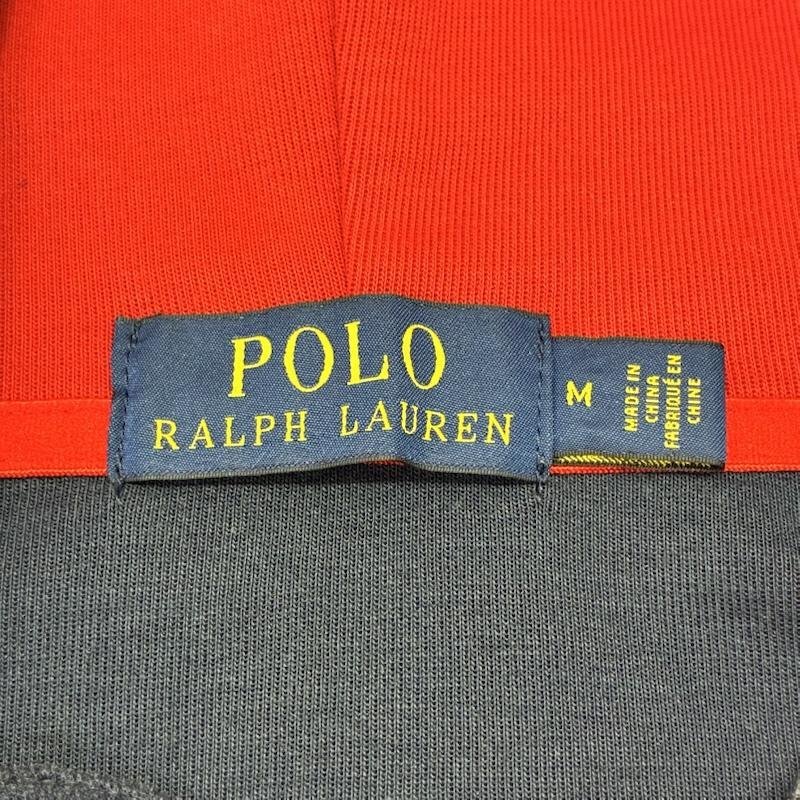 POLO
RALPH LAUREN
M
MADE IN
CHINA
FABRIQUÉ EN
CHINE